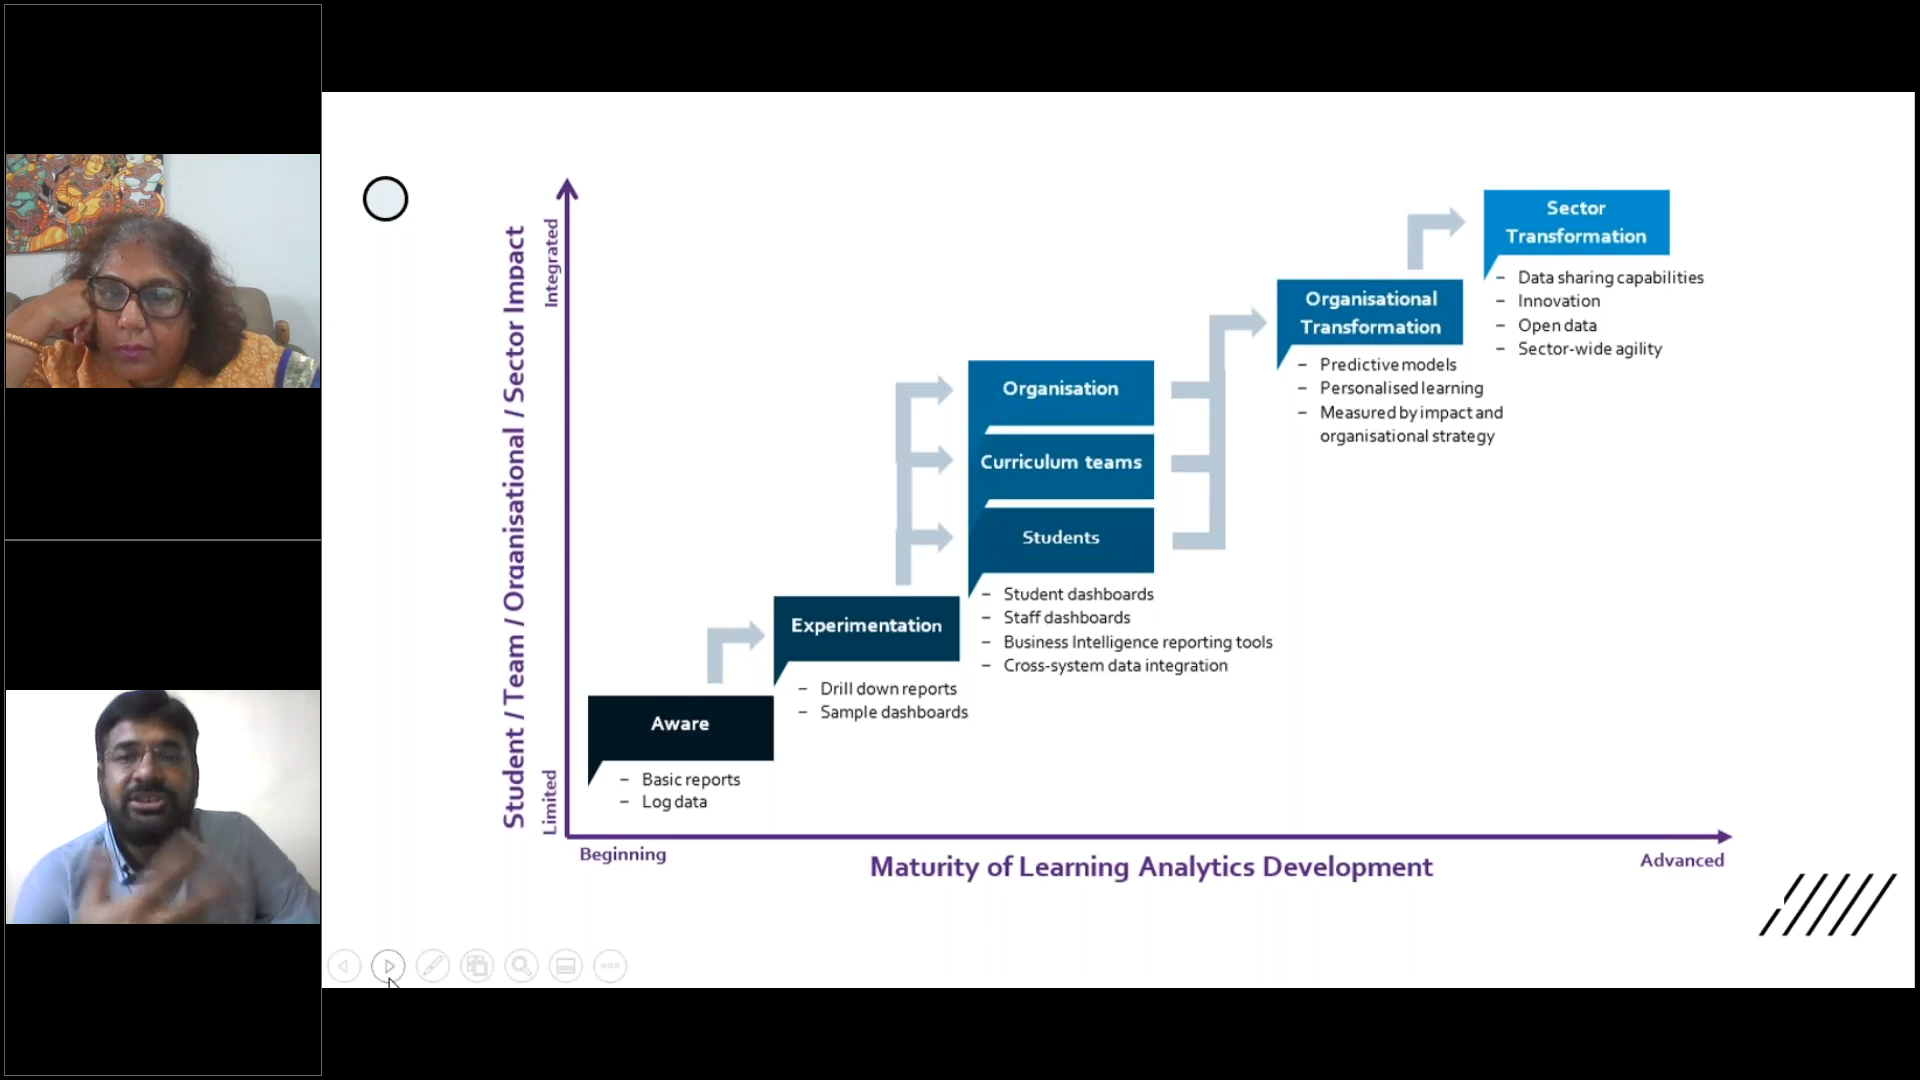 Student / Team / Organisational / Sector Impact
Integrated
Limited
Sector
Transformation
– Data sharing capabilities
– Innovation
– Open data
– Sector-wide agility
Organisational
Transformation
– Predictive models
– Personalised learning
– Measured by impact and
organisational strategy
Organisation
Curriculum teams
Students
– Student dashboards
– Staff dashboards
– Business Intelligence reporting tools
– Cross-system data integration
Experimentation
– Drill down reports
– Sample dashboards
Aware
– Basic reports
– Log data
Beginning
Maturity of Learning Analytics Development
Advanced